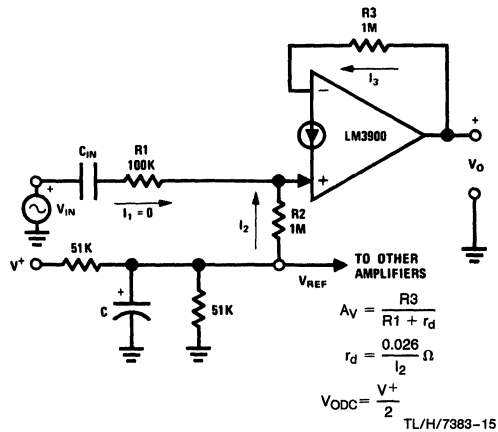 R3
1M
I3
−
LM3900
+
+
VO
CIN
R1
100K
+
VIN
I1 = 0
I2
R2
1M
V+
51K
+
C
51K
VREF
TO OTHER
AMPLIFIERS
AV = R3 / (R1 + rd)
rd = 0.026 / I2 Ω
VODC = V+ / 2
TL/H/7383–15